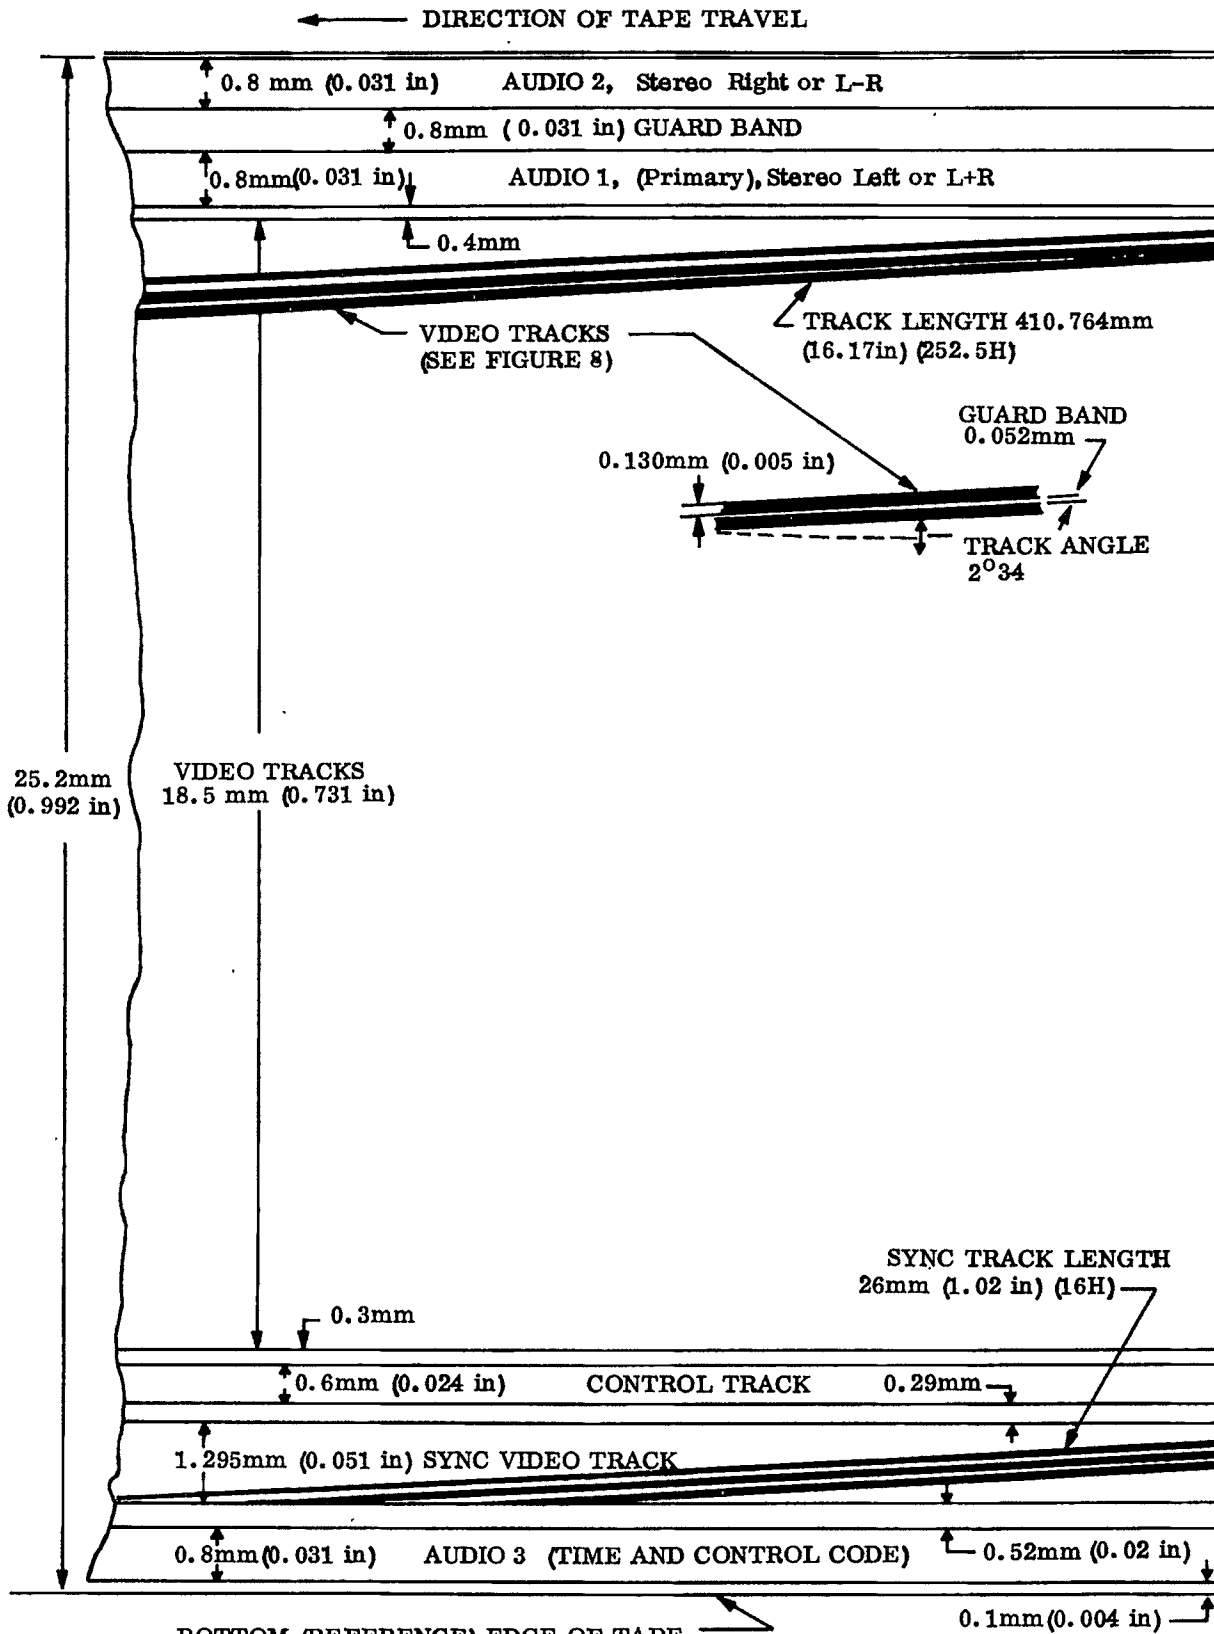 DIRECTION OF TAPE TRAVEL
0.8 mm (0.031 in) AUDIO 2, Stereo Right or L-R
0.8mm (0.031 in) GUARD BAND
0.8mm(0.031 in) AUDIO 1, (Primary), Stereo Left or L+R
0.4mm
VIDEO TRACKS
(SEE FIGURE 8)
TRACK LENGTH 410.764mm
(16.17in) (252.5H)
GUARD BAND
0.052mm
0.130mm (0.005 in)
TRACK ANGLE
2°34
25.2mm
(0.992 in)
VIDEO TRACKS
18.5 mm (0.731 in)
SYNC TRACK LENGTH
26mm (1.02 in) (16H)
0.3mm
0.6mm (0.024 in) CONTROL TRACK 0.29mm
1.295mm (0.051 in) SYNC VIDEO TRACK
0.8mm(0.031 in) AUDIO 3 (TIME AND CONTROL CODE) 0.52mm (0.02 in)
0.1mm(0.004 in)
BOTTOM (REFERENCE) EDGE OF TAPE